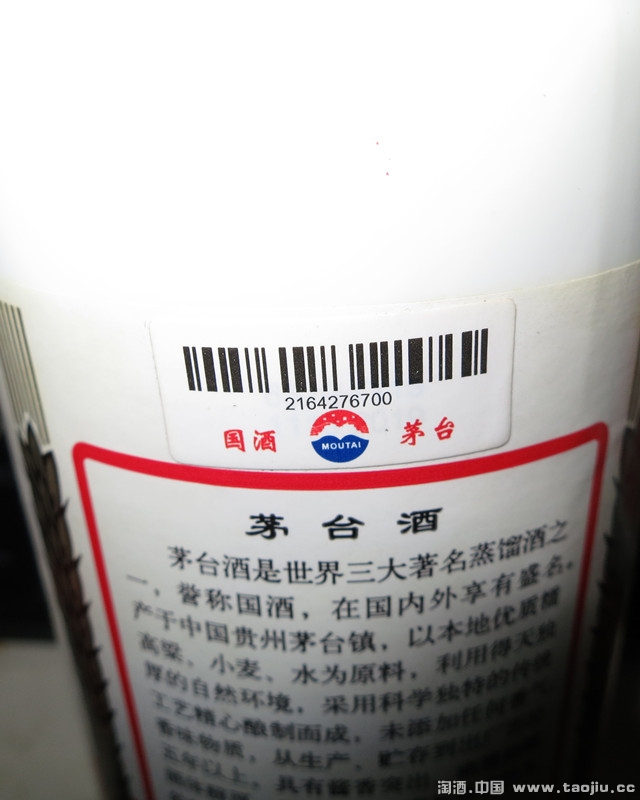 2164276700
国酒 MOUTAI 茅台
茅台酒
茅台酒是世界三大著名蒸馏酒之
一，誉称国酒，在国内外享有盛名。
产于中国贵州茅台镇，以本地优质糯
高粱、小麦、水为原料，利用得天独
厚的自然环境，采用科学独特的传统
工艺精心酿制而成，未添加任何香气
香味物质，从生产、贮存到出
五年以上，具有酱香突出
淘酒.中国 www.taojiu.cc